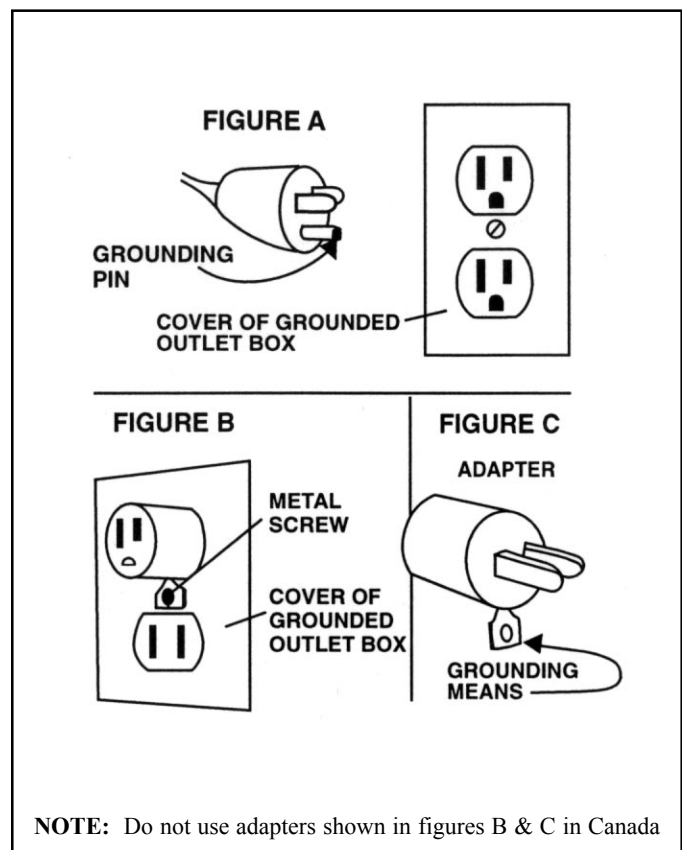 FIGURE A
GROUNDING
PIN
COVER OF GROUNDED
OUTLET BOX
FIGURE B
METAL
SCREW
COVER OF
GROUNDED
OUTLET BOX
FIGURE C
ADAPTER
GROUNDING
MEANS
NOTE: Do not use adapters shown in figures B & C in Canada